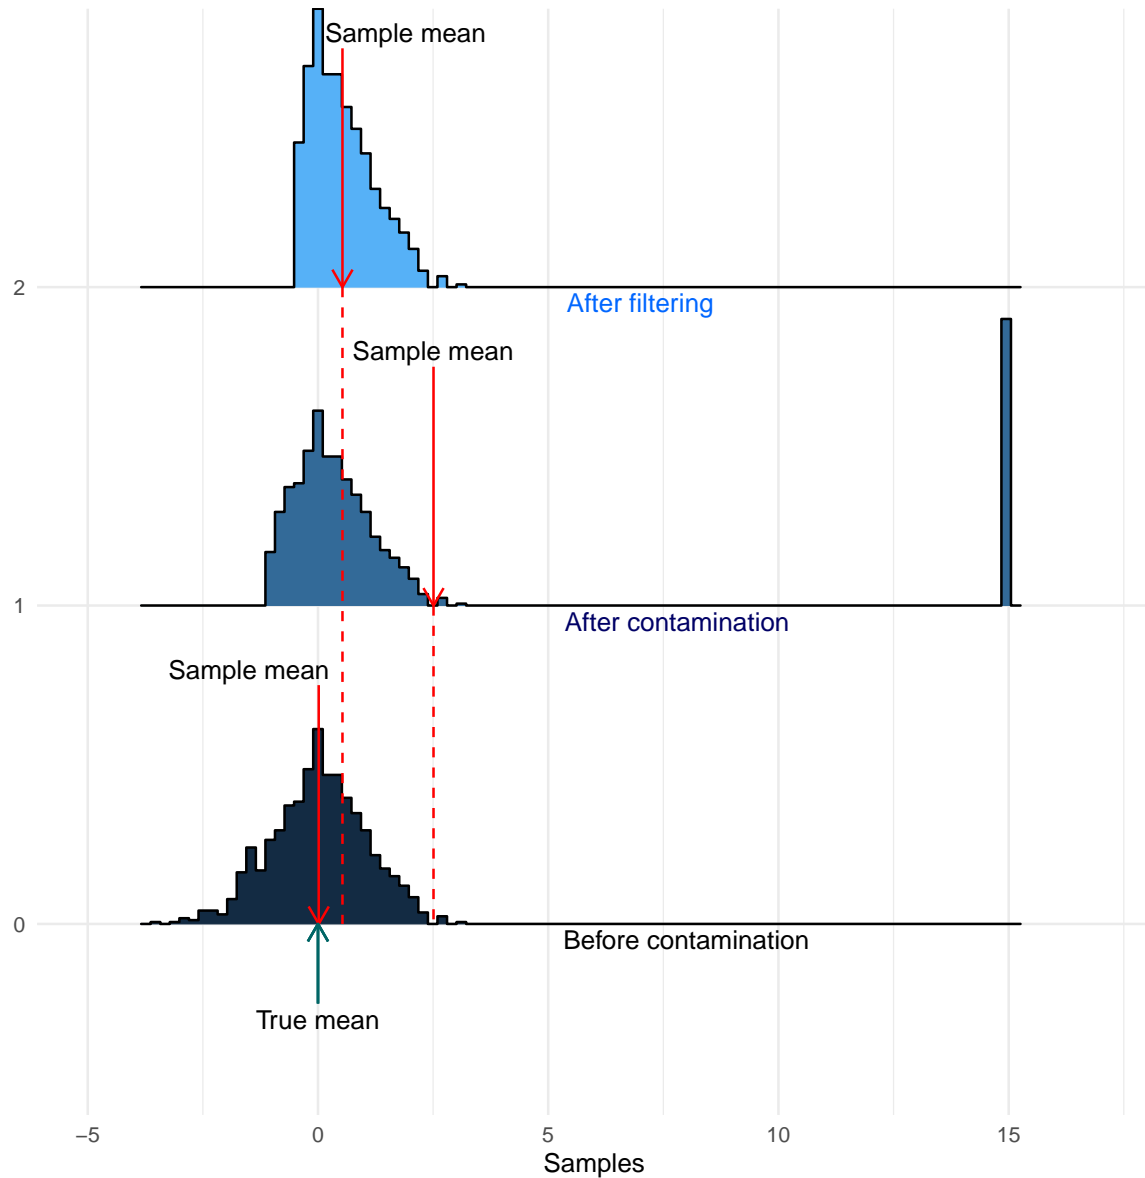 Sample mean
2
After filtering
Sample mean
1
After contamination
Sample mean
0
Before contamination
True mean
−5 0 5 10 15
Samples